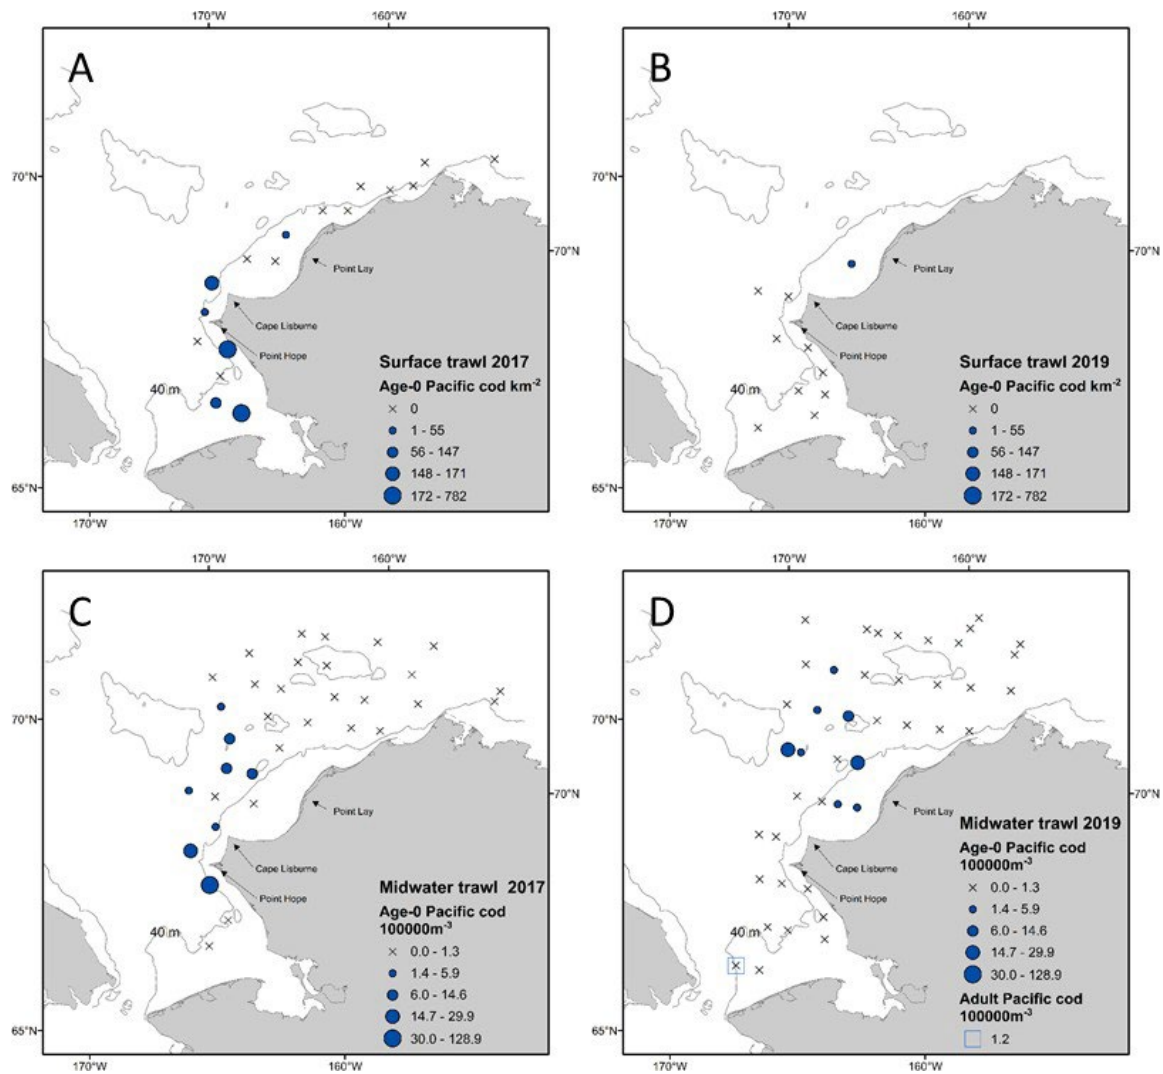 170°W 160°W 170°W 160°W
A B
70°N 70°N
70°N 70°N
Point Lay Point Lay
Cape Lisburne Cape Lisburne
Point Hope Point Hope
Surface trawl 2017 Surface trawl 2019
40 m Age-0 Pacific cod km-2 40 m Age-0 Pacific cod km-2
0 0
1 - 55 1 - 55
56 - 147 56 - 147
148 - 171 148 - 171
65°N 172 - 782 65°N 172 - 782
170°W 160°W 170°W 160°W
170°W 160°W 170°W 160°W
C D
70°N 70°N
70°N 70°N
Point Lay Point Lay
Midwater trawl 2019
Age-0 Pacific cod
100000m-3
0.0 - 1.3
1.4 - 5.9
6.0 - 14.6
14.7 - 29.9
30.0 - 128.9
Adult Pacific cod
100000m-3
1.2
Cape Lisburne Cape Lisburne
Point Hope Point Hope
Midwater trawl 2017
Age-0 Pacific cod
100000m-3
40 m 40 m
0.0 - 1.3
1.4 - 5.9
6.0 - 14.6
14.7 - 29.9
30.0 - 128.9
65°N 65°N
170°W 160°W 170°W 160°W